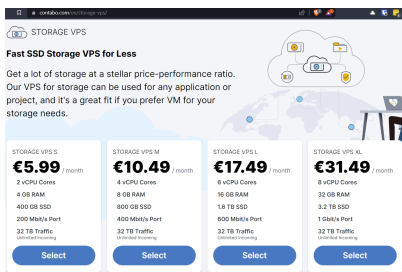 contabo.com/en/storage-vps/
STORAGE VPS
Fast SSD Storage VPS for Less
Get a lot of storage at a stellar price-performance ratio.
Our VPS for storage can be used for any application or
project, and it's a great fit if you prefer VM for your
storage needs.
STORAGE VPS S
€5.99 / month
2 vCPU Cores
4 GB RAM
400 GB SSD
200 Mbit/s Port
32 TB Traffic
Unlimited Incoming
Select
STORAGE VPS M
€10.49 / month
4 vCPU Cores
8 GB RAM
800 GB SSD
400 Mbit/s Port
32 TB Traffic
Unlimited Incoming
Select
STORAGE VPS L
€17.49 / month
6 vCPU Cores
16 GB RAM
1.6 TB SSD
600 Mbit/s Port
32 TB Traffic
Unlimited Incoming
Select
STORAGE VPS XL
€31.49 / month
8 vCPU Cores
32 GB RAM
3.2 TB SSD
1 Gbit/s Port
32 TB Traffic
Unlimited Incoming
Select